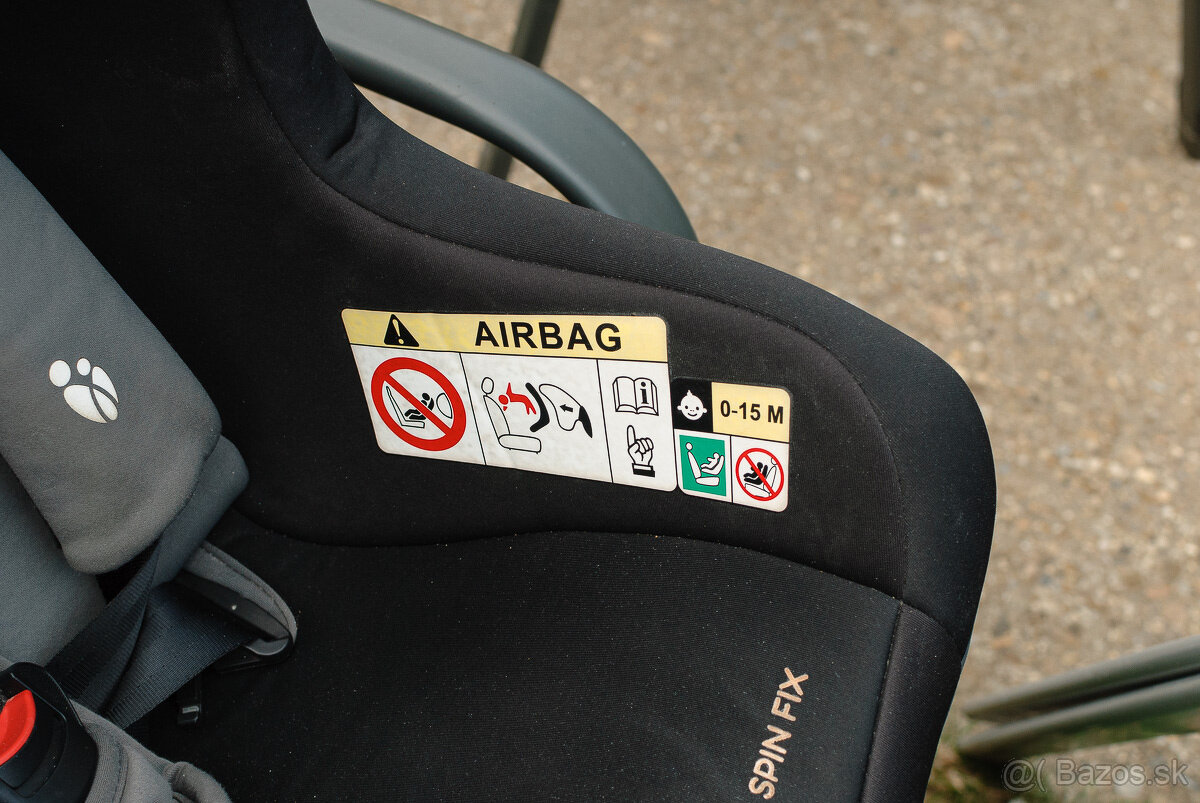 AIRBAG
0-15 M
SPIN FIX
@( Bazos.sk